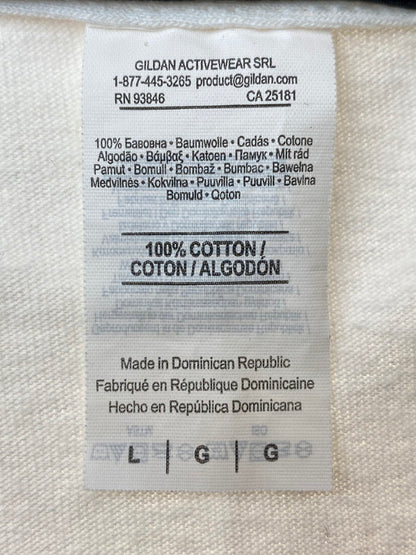 GILDAN ACTIVEWEAR SRL
1-877-445-3265 product@gildan.com
RN 93846 CA 25181
100% Бавовна • Baumwolle • Cadás • Cotone
Algodão • Βάμβαξ • Katoen • Памук • Mít rád
Pamut • Bomull • Bombaž • Bumbac • Bawełna
Medvilnės • Kokvilna • Puuvilla • Puuvill • Bavina
Bomuld • Qoton
100% COTTON /
COTON / ALGODÓN
Made in Dominican Republic
Fabriqué en République Dominicaine
Hecho en República Dominicana
L | G | G